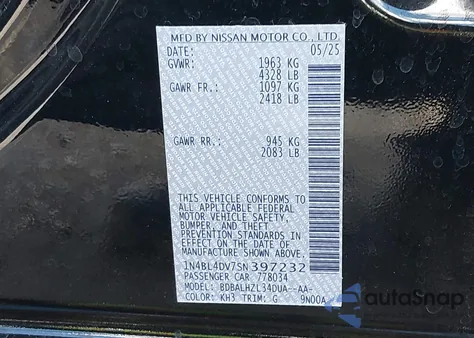 MFD BY NISSAN MOTOR CO., LTD.
DATE: 05/25
GVWR: 1963 KG
4328 LB
GAWR FR.: 1097 KG
2418 LB
GAWR RR.: 945 KG
2083 LB
THIS VEHICLE CONFORMS TO
ALL APPLICABLE FEDERAL
MOTOR VEHICLE SAFETY,
BUMPER, AND THEFT
PREVENTION STANDARDS IN
EFFECT ON THE DATE OF
MANUFACTURE SHOWN ABOVE.
1N4BL4DV7SN397232
PASSENGER CAR 778034
MODEL: BDBALHZL34DUA--AA-
COLOR: KH3 TRIM: G 9N00A
autoSnap